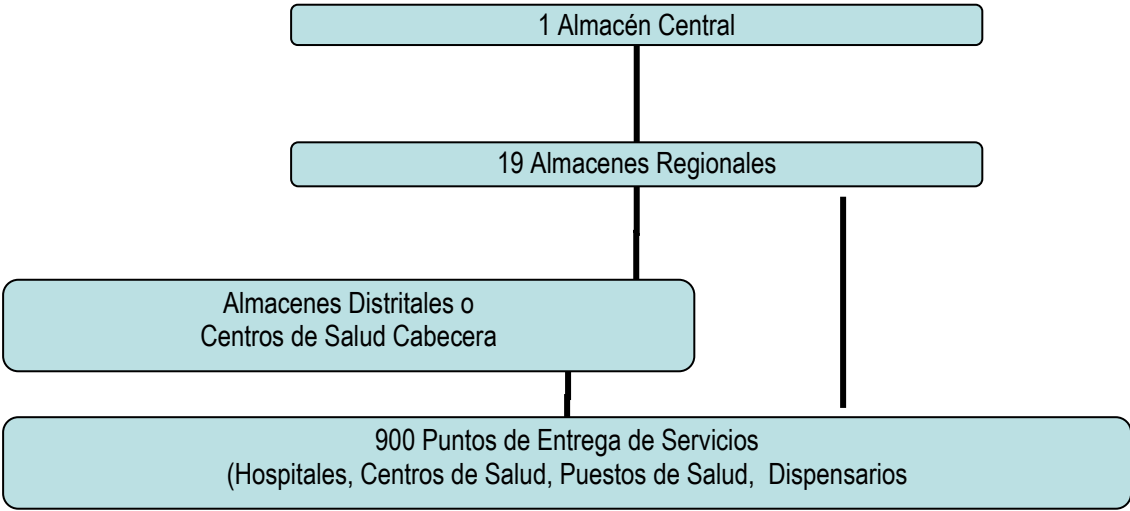 1 Almacén Central
19 Almacenes Regionales
Almacenes Distritales o
Centros de Salud Cabecera
900 Puntos de Entrega de Servicios
(Hospitales, Centros de Salud, Puestos de Salud, Dispensarios